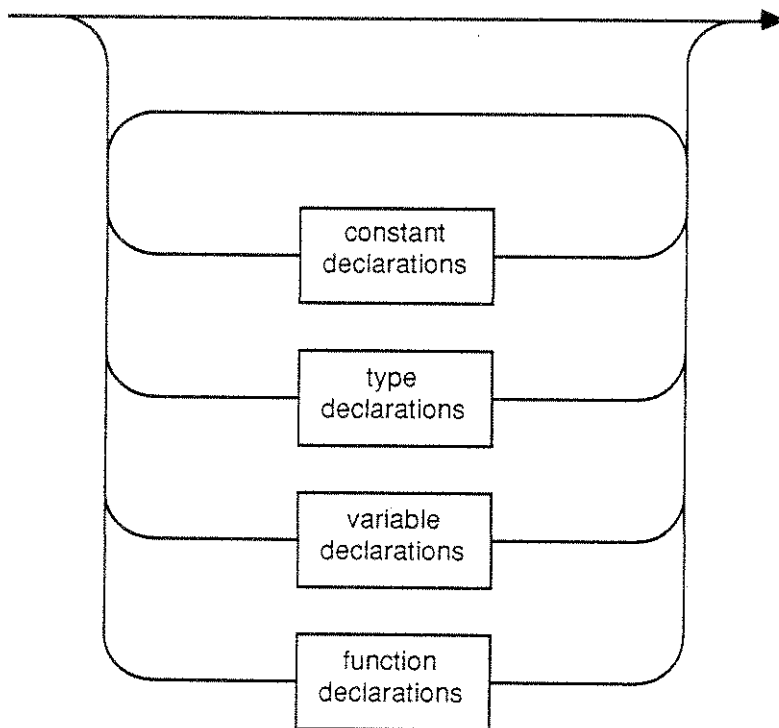 constant
declarations
type
declarations
variable
declarations
function
declarations